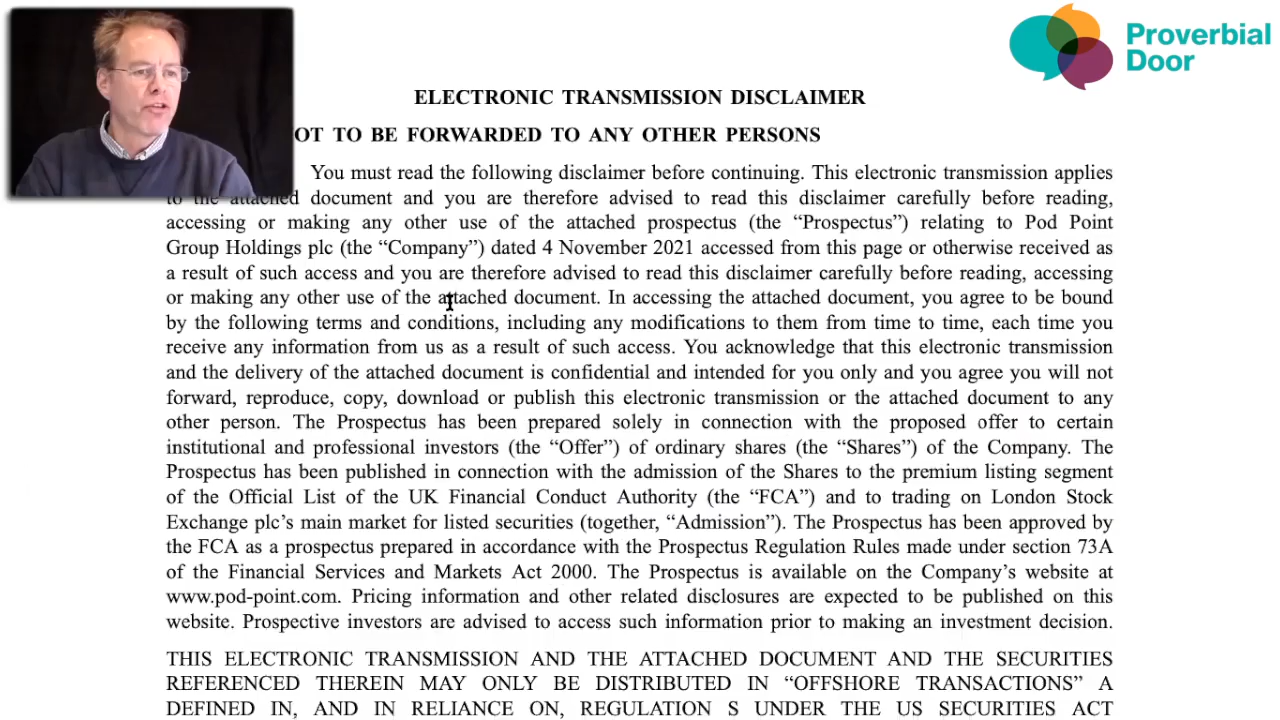 Proverbial
Door
ELECTRONIC TRANSMISSION DISCLAIMER
OT TO BE FORWARDED TO ANY OTHER PERSONS
You must read the following disclaimer before continuing. This electronic transmission applies
to the attached document and you are therefore advised to read this disclaimer carefully before reading,
accessing or making any other use of the attached prospectus (the “Prospectus”) relating to Pod Point
Group Holdings plc (the “Company”) dated 4 November 2021 accessed from this page or otherwise received as
a result of such access and you are therefore advised to read this disclaimer carefully before reading, accessing
or making any other use of the attached document. In accessing the attached document, you agree to be bound
by the following terms and conditions, including any modifications to them from time to time, each time you
receive any information from us as a result of such access. You acknowledge that this electronic transmission
and the delivery of the attached document is confidential and intended for you only and you agree you will not
forward, reproduce, copy, download or publish this electronic transmission or the attached document to any
other person. The Prospectus has been prepared solely in connection with the proposed offer to certain
institutional and professional investors (the “Offer”) of ordinary shares (the “Shares”) of the Company. The
Prospectus has been published in connection with the admission of the Shares to the premium listing segment
of the Official List of the UK Financial Conduct Authority (the “FCA”) and to trading on London Stock
Exchange plc’s main market for listed securities (together, “Admission”). The Prospectus has been approved by
the FCA as a prospectus prepared in accordance with the Prospectus Regulation Rules made under section 73A
of the Financial Services and Markets Act 2000. The Prospectus is available on the Company’s website at
www.pod-point.com. Pricing information and other related disclosures are expected to be published on this
website. Prospective investors are advised to access such information prior to making an investment decision.
THIS ELECTRONIC TRANSMISSION AND THE ATTACHED DOCUMENT AND THE SECURITIES
REFERENCED THEREIN MAY ONLY BE DISTRIBUTED IN “OFFSHORE TRANSACTIONS” A
DEFINED IN, AND IN RELIANCE ON, REGULATION S UNDER THE US SECURITIES ACT